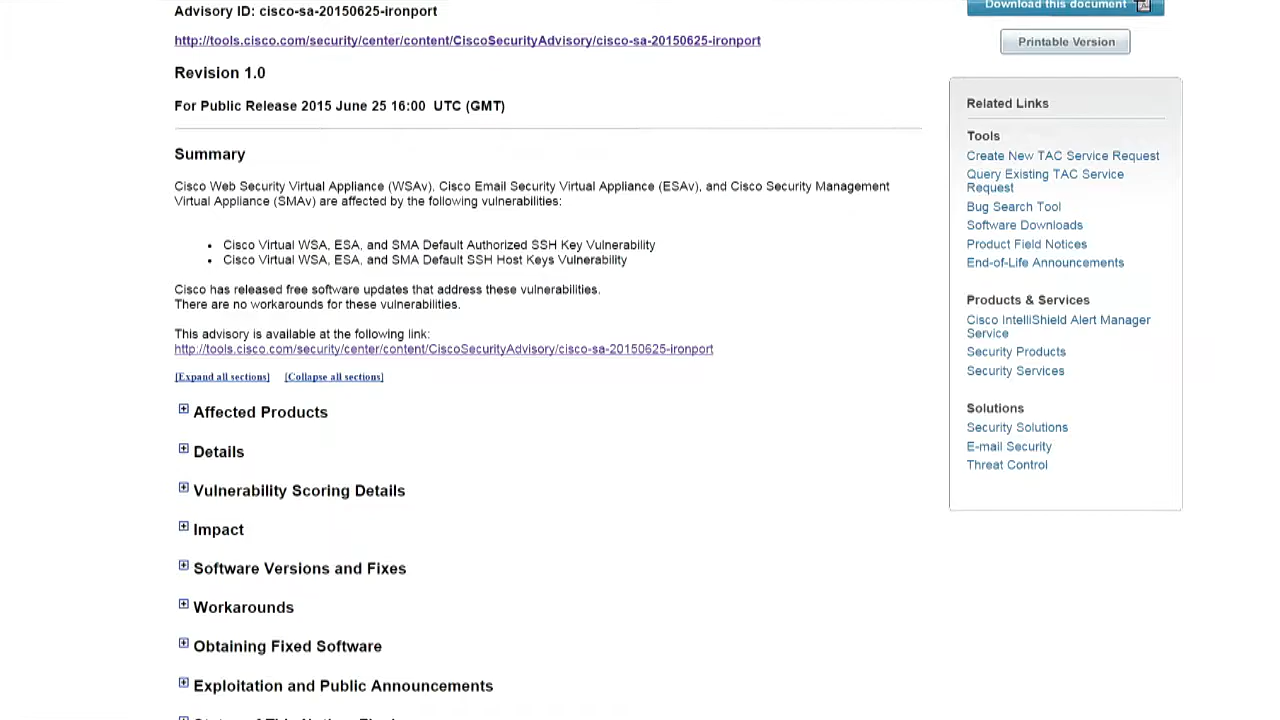 Advisory ID: cisco-sa-20150625-ironport
http://tools.cisco.com/security/center/content/CiscoSecurityAdvisory/cisco-sa-20150625-ironport
Revision 1.0
For Public Release 2015 June 25 16:00  UTC (GMT)
Summary
Cisco Web Security Virtual Appliance (WSAv), Cisco Email Security Virtual Appliance (ESAv), and Cisco Security Management
Virtual Appliance (SMAv) are affected by the following vulnerabilities:
• Cisco Virtual WSA, ESA, and SMA Default Authorized SSH Key Vulnerability
• Cisco Virtual WSA, ESA, and SMA Default SSH Host Keys Vulnerability
Cisco has released free software updates that address these vulnerabilities.
There are no workarounds for these vulnerabilities.
This advisory is available at the following link:
http://tools.cisco.com/security/center/content/CiscoSecurityAdvisory/cisco-sa-20150625-ironport
[Expand all sections] [Collapse all sections]
Affected Products
Details
Vulnerability Scoring Details
Impact
Software Versions and Fixes
Workarounds
Obtaining Fixed Software
Exploitation and Public Announcements
Download this document
Printable Version
Related Links
Tools
Create New TAC Service Request
Query Existing TAC Service
Request
Bug Search Tool
Software Downloads
Product Field Notices
End-of-Life Announcements
Products & Services
Cisco IntelliShield Alert Manager
Service
Security Products
Security Services
Solutions
Security Solutions
E-mail Security
Threat Control